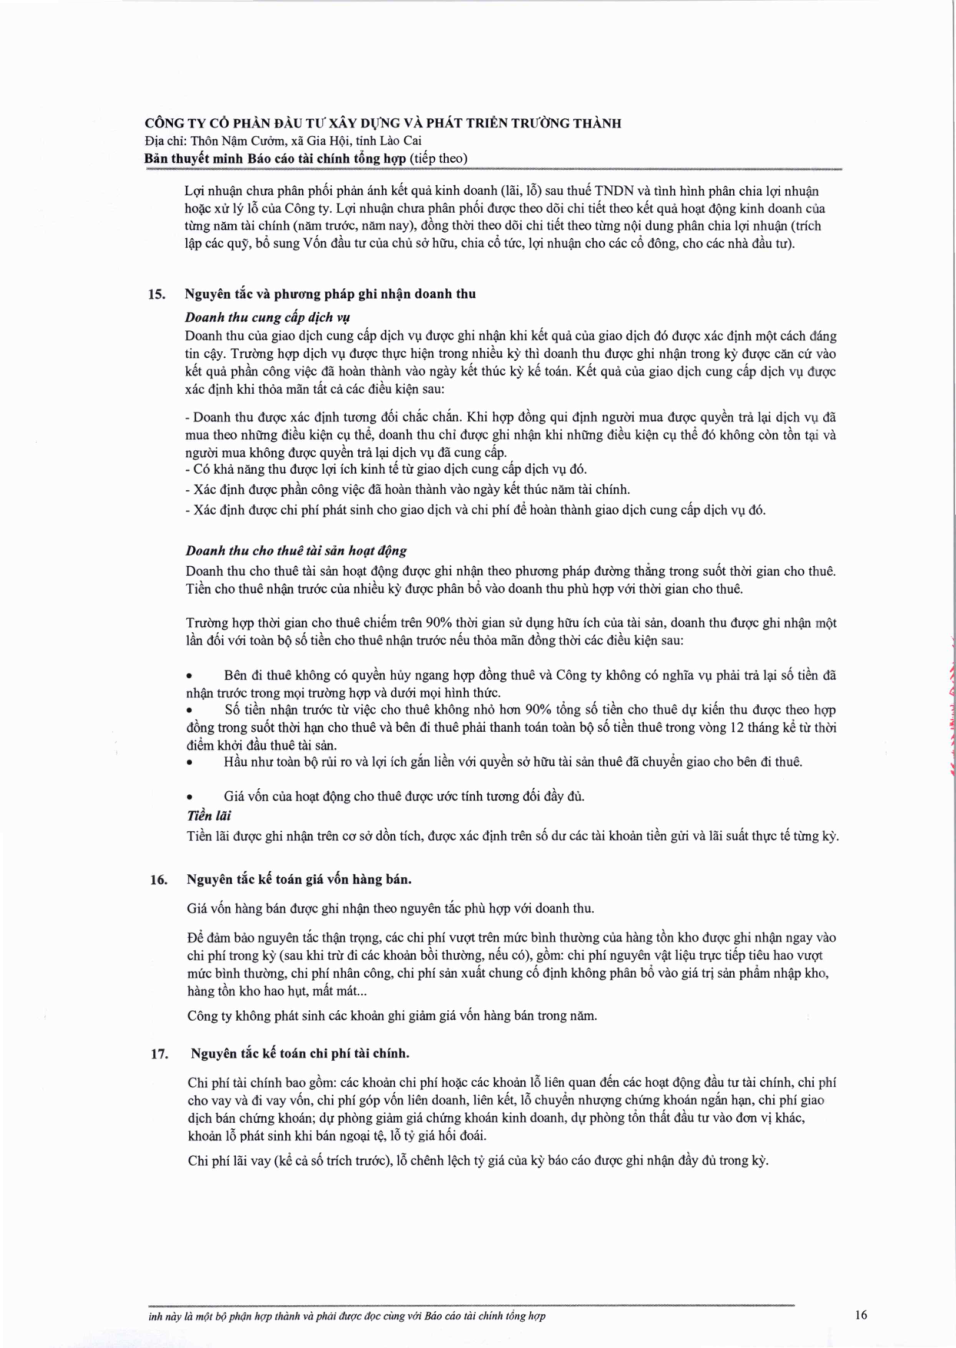 CÔNG TY CỔ PHẦN ĐẦU TƯ XÂY DỰNG VÀ PHÁT TRIỂN TRƯỜNG THÀNH
Địa chỉ: Thôn Nậm Cưởm, xã Gia Hội, tỉnh Lào Cai
Bản thuyết minh Báo cáo tài chính tổng hợp (tiếp theo)
Lợi nhuận chưa phân phối phản ánh kết quả kinh doanh (lãi, lỗ) sau thuế TNDN và tình hình phân chia lợi nhuận
hoặc xử lý lỗ của Công ty. Lợi nhuận chưa phân phối được theo dõi chi tiết theo kết quả hoạt động kinh doanh của
từng năm tài chính (năm trước, năm nay), đồng thời theo dõi chi tiết theo từng nội dung phân chia lợi nhuận (trích
lập các quỹ, bổ sung Vốn đầu tư của chủ sở hữu, chia cổ tức, lợi nhuận cho các cổ đông, cho các nhà đầu tư).
15. Nguyên tắc và phương pháp ghi nhận doanh thu
Doanh thu cung cấp dịch vụ
Doanh thu của giao dịch cung cấp dịch vụ được ghi nhận khi kết quả của giao dịch đó được xác định một cách đáng
tin cậy. Trường hợp dịch vụ được thực hiện trong nhiều kỳ thì doanh thu được ghi nhận trong kỳ được căn cứ vào
kết quả phần công việc đã hoàn thành vào ngày kết thúc kỳ kế toán. Kết quả của giao dịch cung cấp dịch vụ được
xác định khi thỏa mãn tất cả các điều kiện sau:
- Doanh thu được xác định tương đối chắc chắn. Khi hợp đồng qui định người mua được quyền trả lại dịch vụ đã
mua theo những điều kiện cụ thể, doanh thu chỉ được ghi nhận khi những điều kiện cụ thể đó không còn tồn tại và
người mua không được quyền trả lại dịch vụ đã cung cấp.
- Có khả năng thu được lợi ích kinh tế từ giao dịch cung cấp dịch vụ đó.
- Xác định được phần công việc đã hoàn thành vào ngày kết thúc năm tài chính.
- Xác định được chi phí phát sinh cho giao dịch và chi phí để hoàn thành giao dịch cung cấp dịch vụ đó.
Doanh thu cho thuê tài sản hoạt động
Doanh thu cho thuê tài sản hoạt động được ghi nhận theo phương pháp đường thẳng trong suốt thời gian cho thuê.
Tiền cho thuê nhận trước của nhiều kỳ được phân bổ vào doanh thu phù hợp với thời gian cho thuê.
Trường hợp thời gian cho thuê chiếm trên 90% thời gian sử dụng hữu ích của tài sản, doanh thu được ghi nhận một
lần đối với toàn bộ số tiền cho thuê nhận trước nếu thỏa mãn đồng thời các điều kiện sau:
• Bên đi thuê không có quyền hủy ngang hợp đồng thuê và Công ty không có nghĩa vụ phải trả lại số tiền đã
nhận trước trong mọi trường hợp và dưới mọi hình thức.
• Số tiền nhận trước từ việc cho thuê không nhỏ hơn 90% tổng số tiền cho thuê dự kiến thu được theo hợp
đồng trong suốt thời hạn cho thuê và bên đi thuê phải thanh toán toàn bộ số tiền thuê trong vòng 12 tháng kể từ thời
điểm khởi đầu thuê tài sản.
• Hầu như toàn bộ rủi ro và lợi ích gắn liền với quyền sở hữu tài sản thuê đã chuyển giao cho bên đi thuê.
• Giá vốn của hoạt động cho thuê được ước tính tương đối đầy đủ.
Tiền lãi
Tiền lãi được ghi nhận trên cơ sở dồn tích, được xác định trên số dư các tài khoản tiền gửi và lãi suất thực tế từng kỳ.
16. Nguyên tắc kế toán giá vốn hàng bán.
Giá vốn hàng bán được ghi nhận theo nguyên tắc phù hợp với doanh thu.
Để đảm bảo nguyên tắc thận trọng, các chi phí vượt trên mức bình thường của hàng tồn kho được ghi nhận ngay vào
chi phí trong kỳ (sau khi trừ đi các khoản bồi thường, nếu có), gồm: chi phí nguyên vật liệu trực tiếp tiêu hao vượt
mức bình thường, chi phí nhân công, chi phí sản xuất chung cố định không phân bổ vào giá trị sản phẩm nhập kho,
hàng tồn kho hao hụt, mất mát...
Công ty không phát sinh các khoản ghi giảm giá vốn hàng bán trong năm.
17. Nguyên tắc kế toán chi phí tài chính.
Chi phí tài chính bao gồm: các khoản chi phí hoặc các khoản lỗ liên quan đến các hoạt động đầu tư tài chính, chi phí
cho vay và đi vay vốn, chi phí góp vốn liên doanh, liên kết, lỗ chuyển nhượng chứng khoán ngắn hạn, chi phí giao
dịch bán chứng khoán; dự phòng giảm giá chứng khoán kinh doanh, dự phòng tổn thất đầu tư vào đơn vị khác,
khoản lỗ phát sinh khi bán ngoại tệ, lỗ tỷ giá hối đoái.
Chi phí lãi vay (kể cả số trích trước), lỗ chênh lệch tỷ giá của kỳ báo cáo được ghi nhận đầy đủ trong kỳ.
inh này là một bộ phận hợp thành và phải được đọc cùng với Báo cáo tài chính tổng hợp
16